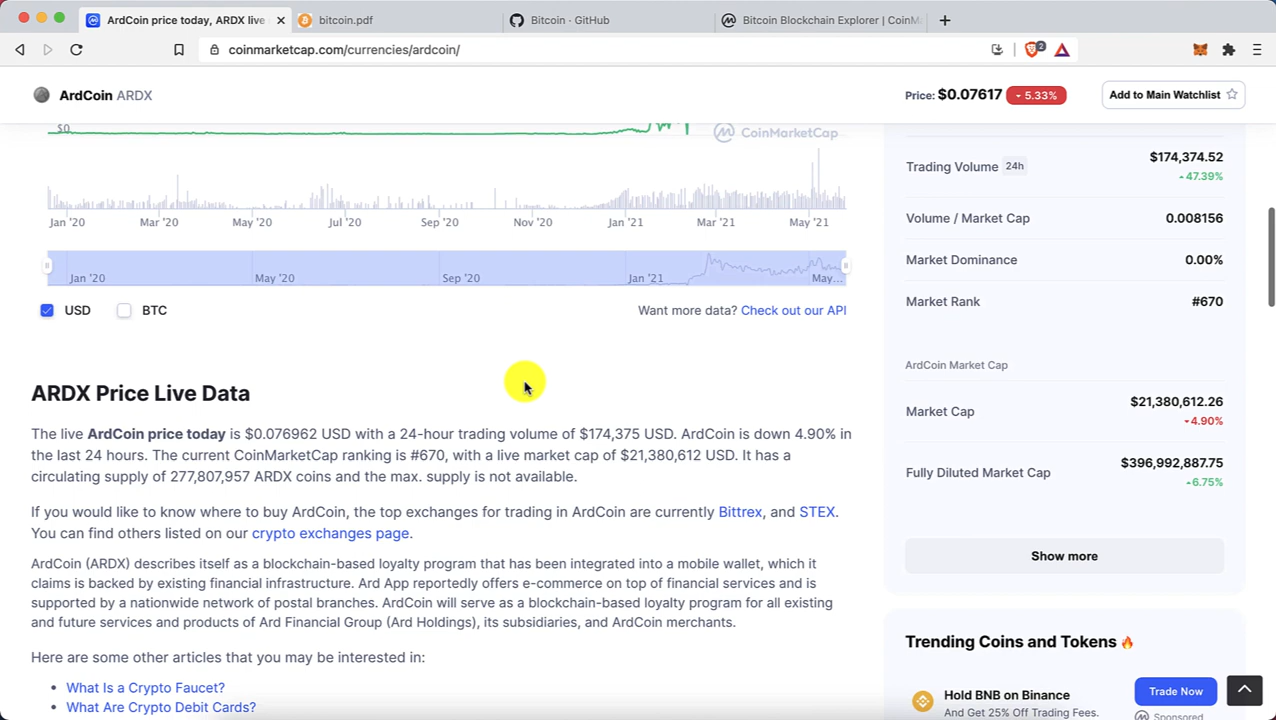 ArdCoin price today, ARDX live
bitcoin.pdf
Bitcoin · GitHub
Bitcoin Blockchain Explorer | CoinM
coinmarketcap.com/currencies/ardcoin/
2
ArdCoin ARDX
Price: $0.07617 5.33%
Add to Main Watchlist
$0
CoinMarketCap
Jan '20 Mar '20 May '20 Jul '20 Sep '20 Nov '20 Jan '21 Mar '21 May '21
Jan '20 May '20 Sep '20 Jan '21 May...
USD BTC
Want more data? Check out our API
ARDX Price Live Data
The live ArdCoin price today is $0.076962 USD with a 24-hour trading volume of $174,375 USD. ArdCoin is down 4.90% in
the last 24 hours. The current CoinMarketCap ranking is #670, with a live market cap of $21,380,612 USD. It has a
circulating supply of 277,807,957 ARDX coins and the max. supply is not available.
If you would like to know where to buy ArdCoin, the top exchanges for trading in ArdCoin are currently Bittrex, and STEX.
You can find others listed on our crypto exchanges page.
ArdCoin (ARDX) describes itself as a blockchain-based loyalty program that has been integrated into a mobile wallet, which it
claims is backed by existing financial infrastructure. Ard App reportedly offers e-commerce on top of financial services and is
supported by a nationwide network of postal branches. ArdCoin will serve as a blockchain-based loyalty program for all existing
and future services and products of Ard Financial Group (Ard Holdings), its subsidiaries, and ArdCoin merchants.
Here are some other articles that you may be interested in:
• What Is a Crypto Faucet?
• What Are Crypto Debit Cards?
Trading Volume 24h
$174,374.52
47.39%
Volume / Market Cap 0.008156
Market Dominance 0.00%
Market Rank #670
ArdCoin Market Cap
Market Cap
$21,380,612.26
4.90%
Fully Diluted Market Cap
$396,992,887.75
6.75%
Show more
Trending Coins and Tokens 🔥
Hold BNB on Binance
And Get 25% Off Trading Fees.
Trade Now
Sponsored